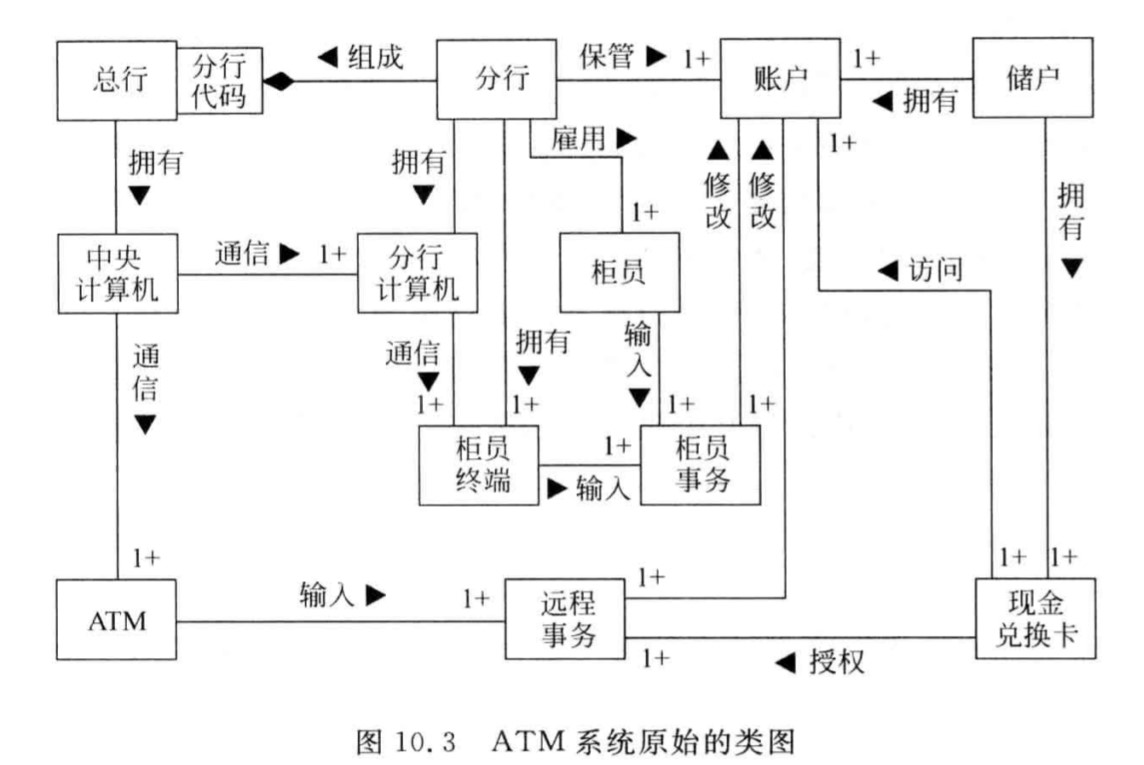 总行
分行
代码
◀ 组成
分行
保管 ▶
1+
账户
1+
◀ 拥有
储户
拥有
▼
拥有
▼
雇用 ▶
1+
▲
修
改
▲
修
改
1+
拥
有
▼
中央
计算机
通信 ▶
1+
分行
计算机
柜员
◀ 访问
通
信
▼
通信
▼
1+
拥有
▼
1+
输
入
▼
1+
1+
柜员
终端
1+
▶ 输入
柜员
事务
1+
ATM
输入 ▶
1+
远程
事务
1+
1+
◀ 授权
1+
1+
现金
兑换卡
图 10.3 ATM 系统原始的类图